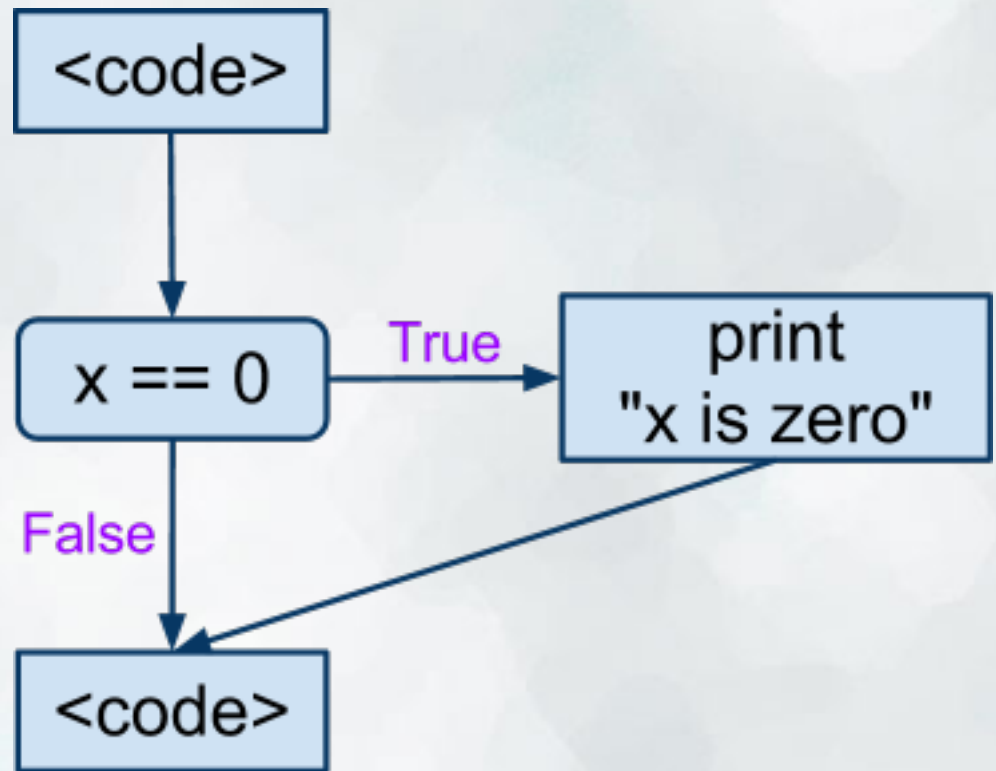 <code>
x == 0
True
print
"x is zero"
False
<code>